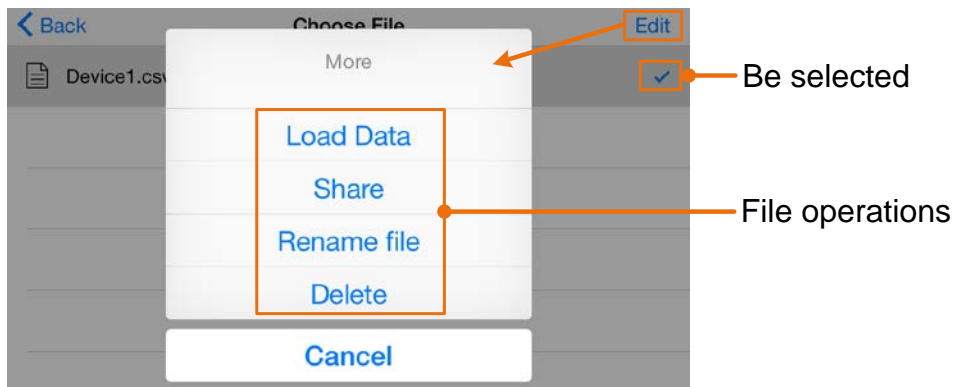 Back
Choose File
Edit
Device1.csv
More
Be selected
Load Data
Share
File operations
Rename file
Delete
Cancel